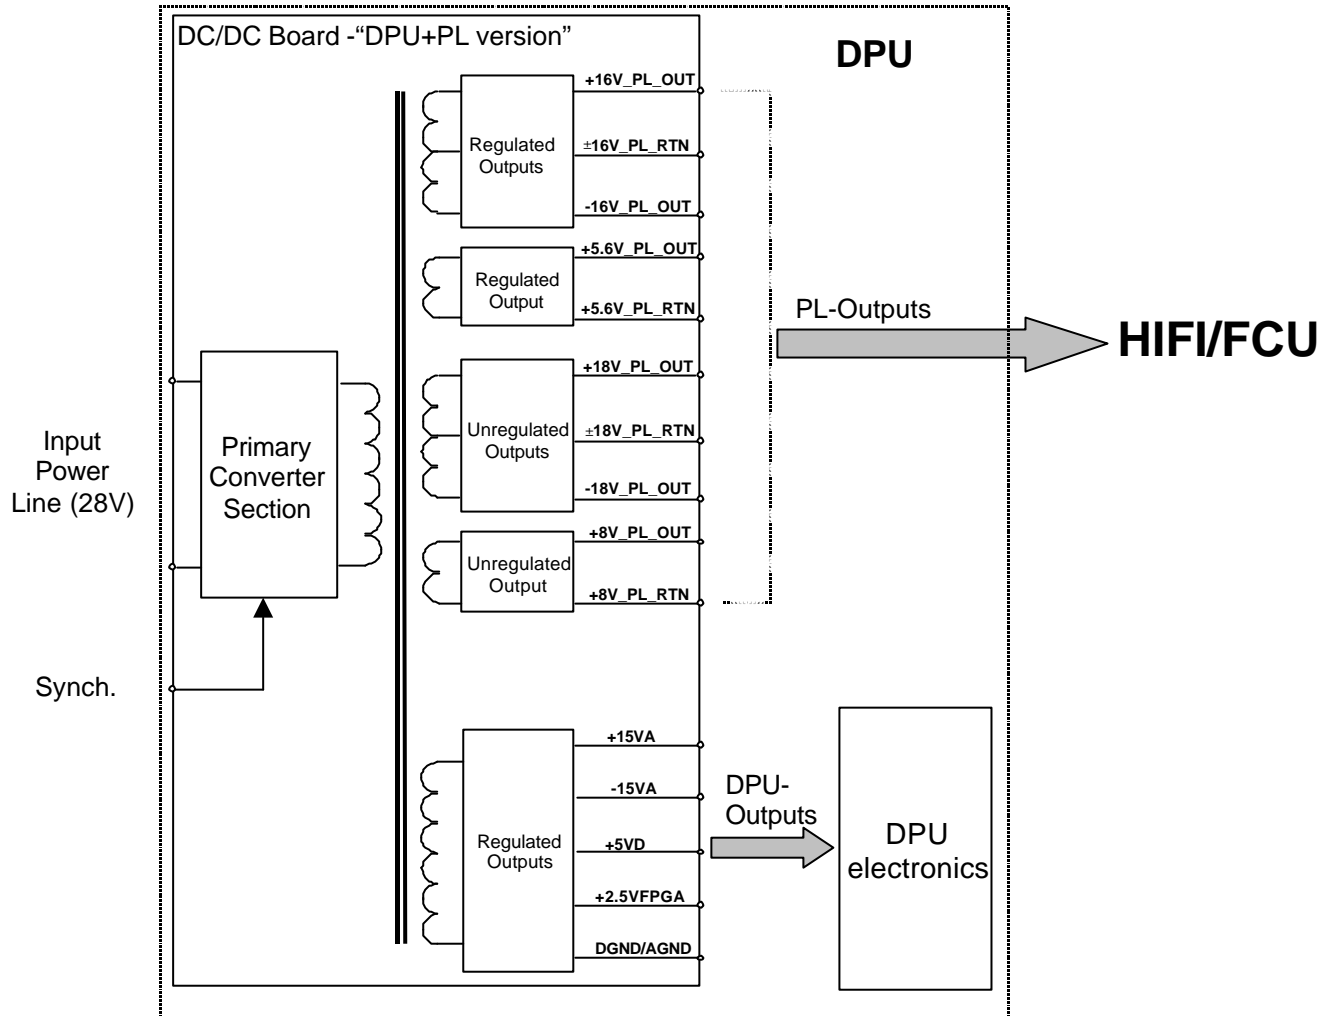 DC/DC Board -“DPU+PL version”
DPU
+16V_PL_OUT
Regulated
Outputs
±16V_PL_RTN
-16V_PL_OUT
+5.6V_PL_OUT
Regulated
Output
+5.6V_PL_RTN
PL-Outputs
HIFI/FCU
+18V_PL_OUT
Unregulated
Outputs
±18V_PL_RTN
-18V_PL_OUT
Input
Power
Line (28V)
Primary
Converter
Section
+8V_PL_OUT
Unregulated
Output
+8V_PL_RTN
Synch.
+15VA
-15VA
Regulated
Outputs
+5VD
+2.5VFPGA
DGND/AGND
DPU-
Outputs
DPU
electronics